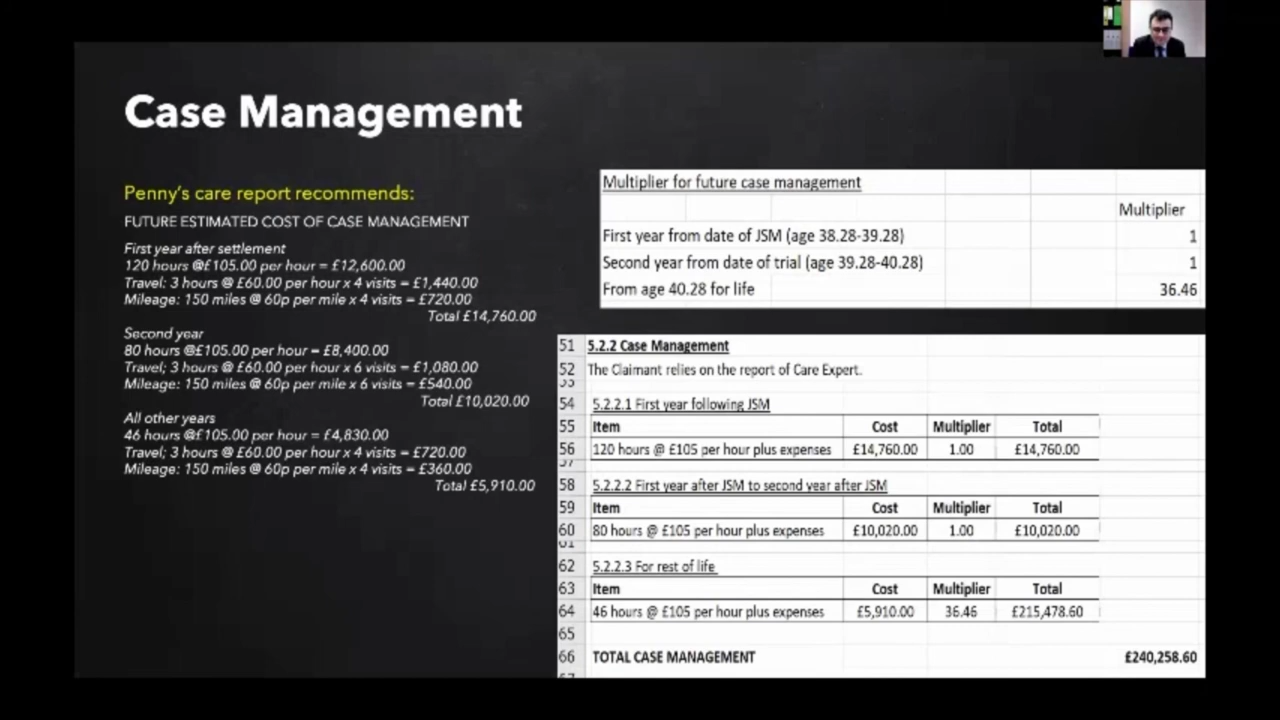 Case Management
Penny's care report recommends:
FUTURE ESTIMATED COST OF CASE MANAGEMENT
First year after settlement
120 hours @£105.00 per hour = £12,600.00
Travel: 3 hours @ £60.00 per hour x 4 visits = £1,440.00
Mileage: 150 miles @ 60p per mile x 4 visits = £720.00
Total £14,760.00
Second year
80 hours @£105.00 per hour = £8,400.00
Travel; 3 hours @ £60.00 per hour x 6 visits = £1,080.00
Mileage: 150 miles @ 60p per mile x 6 visits = £540.00
Total £10,020.00
All other years
46 hours @£105.00 per hour = £4,830.00
Travel; 3 hours @ £60.00 per hour x 4 visits = £720.00
Mileage: 150 miles @ 60p per mile x 4 visits = £360.00
Total £5,910.00
Multiplier for future case management
Multiplier
First year from date of JSM (age 38.28-39.28) 1
Second year from date of trial (age 39.28-40.28) 1
From age 40.28 for life 36.46
51 5.2.2 Case Management
52 The Claimant relies on the report of Care Expert.
53
54 5.2.2.1 First year following JSM
55 Item Cost Multiplier Total
56 120 hours @ £105 per hour plus expenses £14,760.00 1.00 £14,760.00
57
58 5.2.2.2 First year after JSM to second year after JSM
59 Item Cost Multiplier Total
60 80 hours @ £105 per hour plus expenses £10,020.00 1.00 £10,020.00
61
62 5.2.2.3 For rest of life
63 Item Cost Multiplier Total
64 46 hours @ £105 per hour plus expenses £5,910.00 36.46 £215,478.60
65
66 TOTAL CASE MANAGEMENT £240,258.60